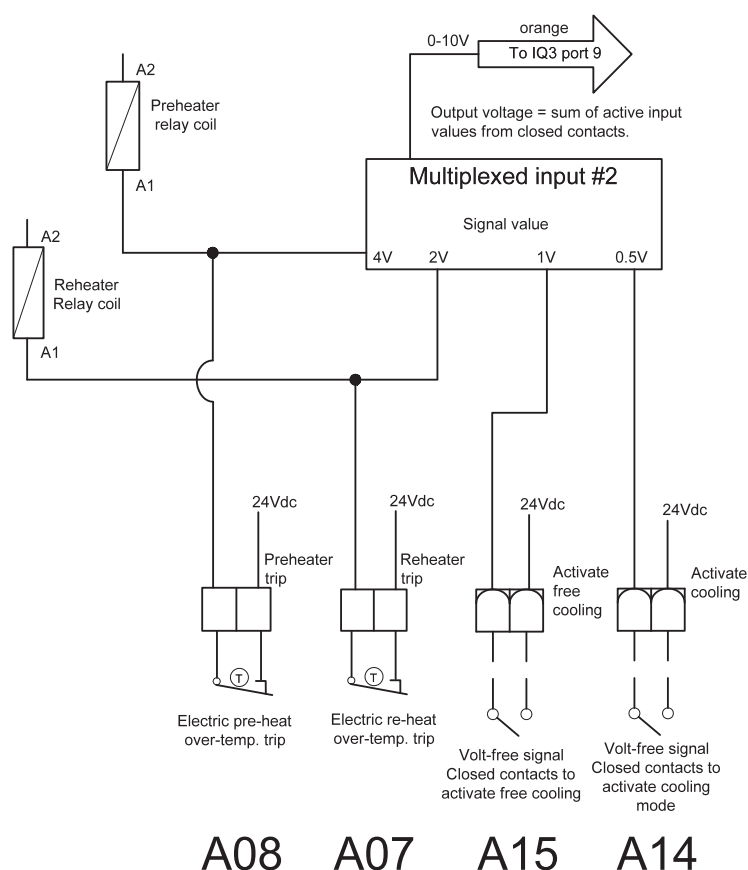 orange
0-10V
To IQ3 port 9
A2
Preheater
relay coil
A1
Output voltage = sum of active input
values from closed contacts.
Multiplexed input #2
Signal value
4V
2V
1V
0.5V
A2
Reheater
Relay coil
A1
24Vdc
Preheater
trip
24Vdc
Reheater
trip
24Vdc
Activate
free
cooling
24Vdc
Activate
cooling
T
T
Electric pre-heat
over-temp. trip
Electric re-heat
over-temp. trip
Volt-free signal
Closed contacts to
activate free cooling
Volt-free signal
Closed contacts to
activate cooling
mode
A08
A07
A15
A14